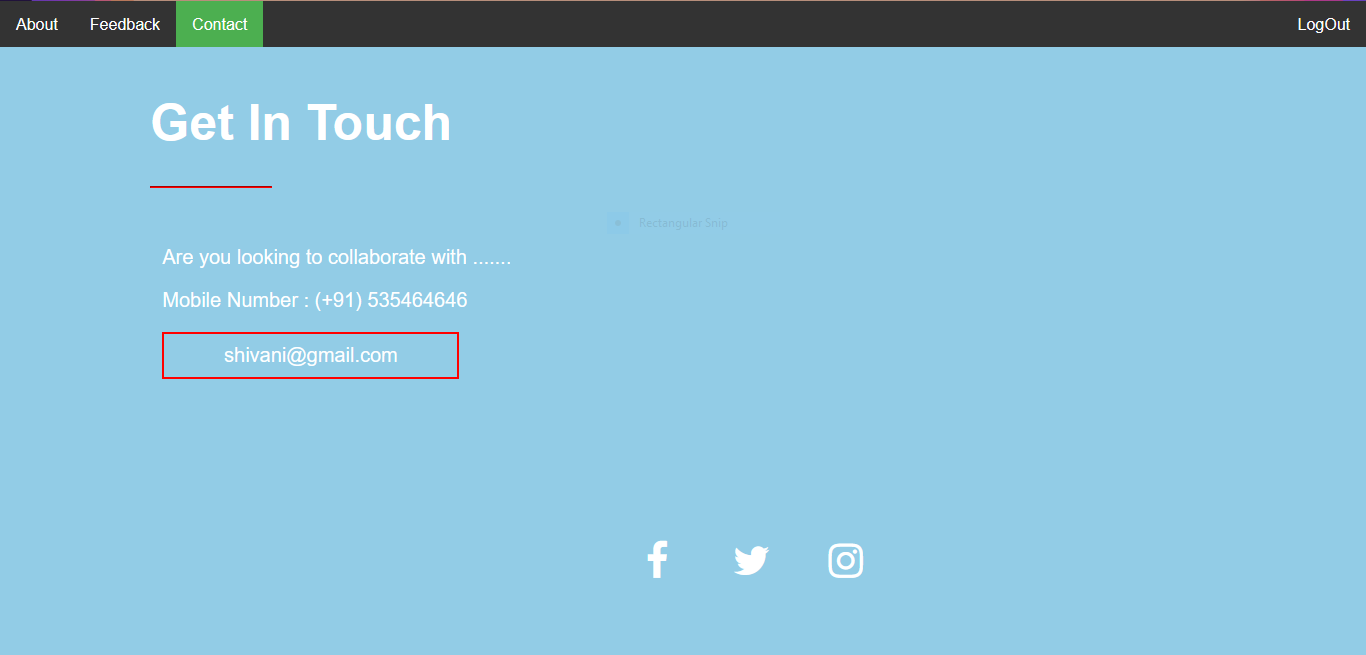 About Feedback Contact LogOut
Get In Touch
Rectangular Snip
Are you looking to collaborate with .......
Mobile Number : (+91) 535464646
shivani@gmail.com